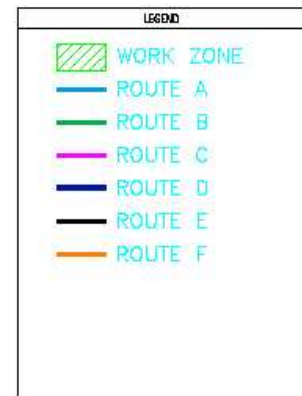 LEGEND
WORK ZONE
ROUTE A
ROUTE B
ROUTE C
ROUTE D
ROUTE E
ROUTE F